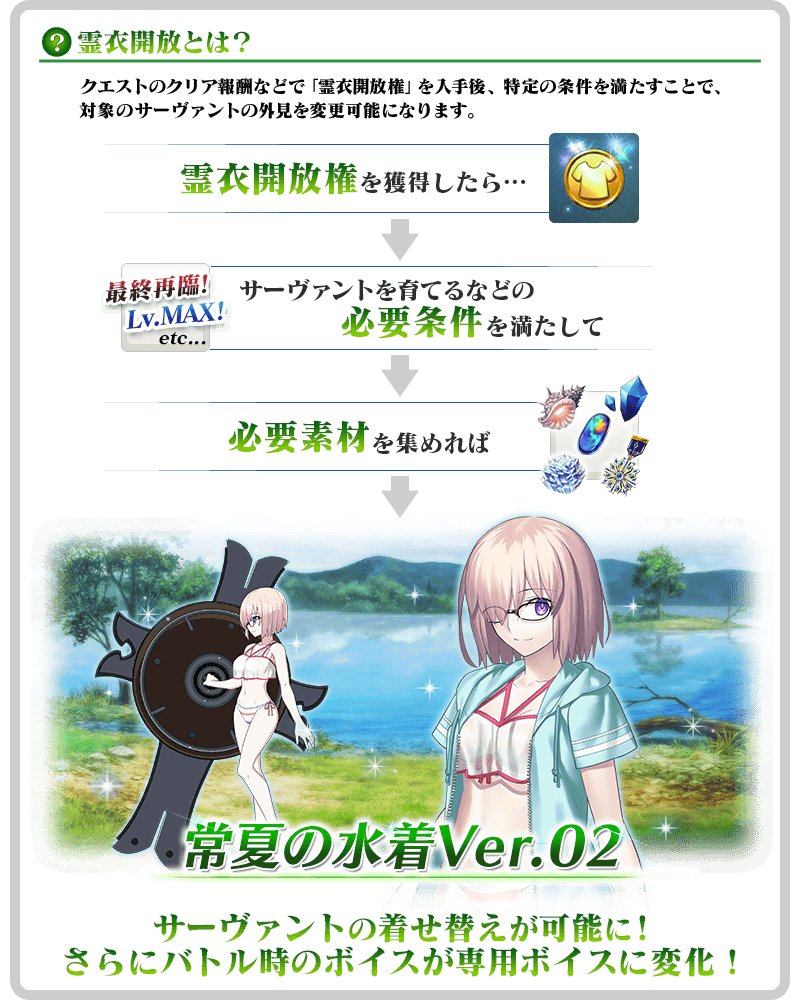 霊衣開放とは？
クエストのクリア報酬などで「霊衣開放権」を入手後、特定の条件を満たすことで、
対象のサーヴァントの外見を変更可能になります。
霊衣開放権を獲得したら…
最終再臨!
Lv.MAX!
etc...
サーヴァントを育てるなどの
必要条件を満たして
必要素材を集めれば
常夏の水着Ver.02
サーヴァントの着せ替えが可能に!
さらにバトル時のボイスが専用ボイスに変化！